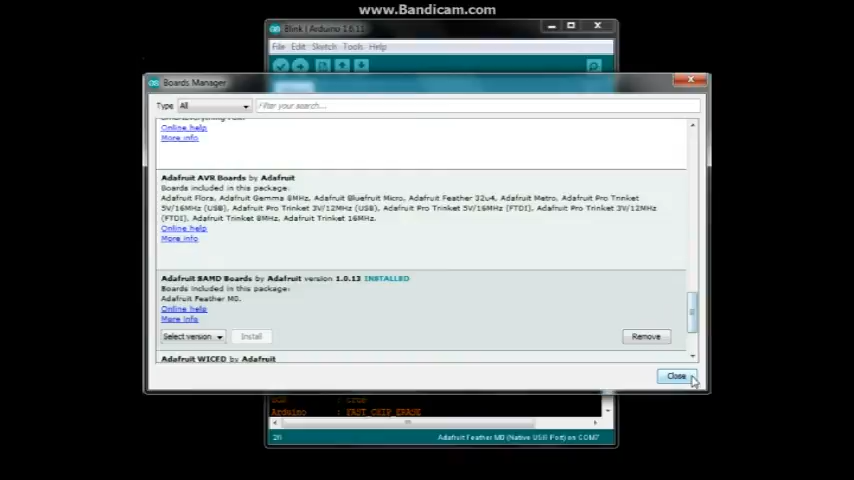 www.Bandicam.com
Blink | Arduino 1.6.11
File Edit Sketch Tools Help
Boards Manager
Type All Filter your search...
Online help
More info
Adafruit AVR Boards by Adafruit
Boards included in this package:
Adafruit Flora, Adafruit Gemma 8MHz, Adafruit Bluefruit Micro, Adafruit Feather 32u4, Adafruit Metro, Adafruit Pro Trinket
5V/16MHz (USB), Adafruit Pro Trinket 3V/12MHz (USB), Adafruit Pro Trinket 5V/16MHz (FTDI), Adafruit Pro Trinket 3V/12MHz
(FTDI), Adafruit Trinket 8MHz, Adafruit Trinket 16MHz.
Online help
More info
Adafruit SAMD Boards by Adafruit version 1.0.13 INSTALLED
Boards included in this package:
Adafruit Feather M0.
Online help
More info
Select version Install Remove
Adafruit WICED by Adafruit
Close
: true
Arduino : FAST_CHIP_ERASE
26 Adafruit Feather M0 (Native USB Port) on COM7